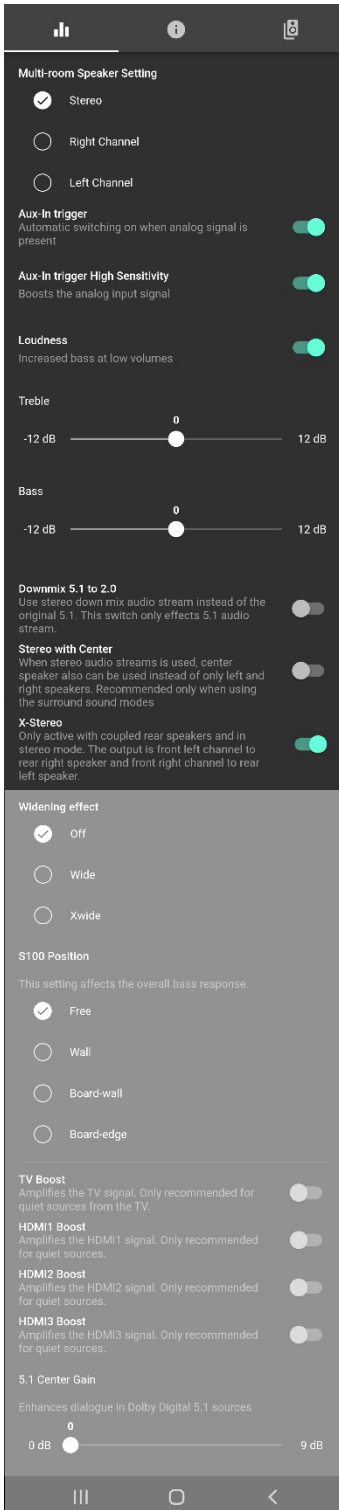 Multi-room Speaker Setting
Stereo
Right Channel
Left Channel
Aux-In trigger
Automatic switching on when analog signal is
present
Aux-In trigger High Sensitivity
Boosts the analog input signal
Loudness
Increased bass at low volumes
Treble
0
-12 dB 12 dB
Bass
0
-12 dB 12 dB
Downmix 5.1 to 2.0
Use stereo down mix audio stream instead of the
original 5.1. This switch only effects 5.1 audio
stream.
Stereo with Center
When stereo audio streams is used, center
speaker also can be used instead of only left and
right speakers. Recommended only when using
the surround sound modes
X-Stereo
Only active with coupled rear speakers and in
stereo mode. The output is front left channel to
rear right speaker and front right channel to rear
left speaker.
Widening effect
Off
Wide
Xwide
S100 Position
This setting affects the overall bass response.
Free
Wall
Board-wall
Board-edge
TV Boost
Amplifies the TV signal. Only recommended for
quiet sources from the TV.
HDMI1 Boost
Amplifies the HDMI1 signal. Only recommended
for quiet sources.
HDMI2 Boost
Amplifies the HDMI2 signal. Only recommended
for quiet sources.
HDMI3 Boost
Amplifies the HDMI3 signal. Only recommended
for quiet sources.
5.1 Center Gain
Enhances dialogue in Dolby Digital 5.1 sources
0
0 dB 9 dB